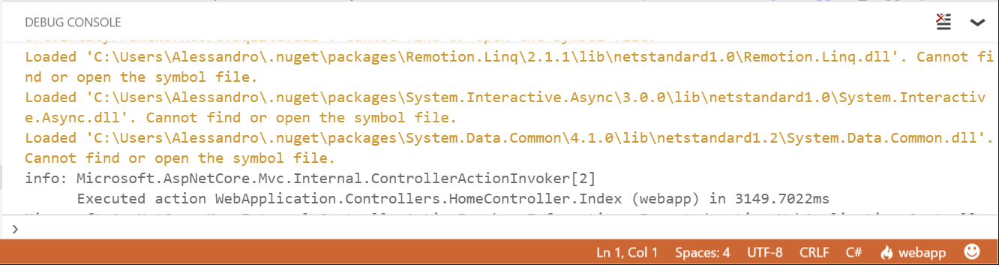 DEBUG CONSOLE
Loaded 'C:\Users\Alessandro\.nuget\packages\Remotion.Linq\2.1.1\lib\netstandard1.0\Remotion.Linq.dll'. Cannot fi
nd or open the symbol file.
Loaded 'C:\Users\Alessandro\.nuget\packages\System.Interactive.Async\3.0.0\lib\netstandard1.0\System.Interactiv
e.Async.dll'. Cannot find or open the symbol file.
Loaded 'C:\Users\Alessandro\.nuget\packages\System.Data.Common\4.1.0\lib\netstandard1.2\System.Data.Common.dll'.
Cannot find or open the symbol file.
info: Microsoft.AspNetCore.Mvc.Internal.ControllerActionInvoker[2]
Executed action WebApplication.Controllers.HomeController.Index (webapp) in 3149.7022ms
Ln 1, Col 1 Spaces: 4 UTF-8 CRLF C# webapp